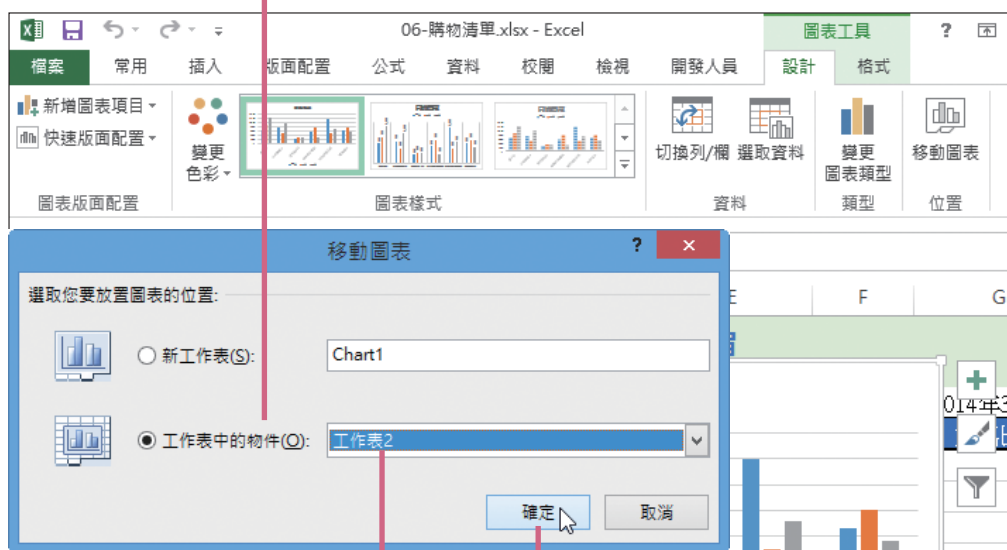 06-購物清單.xlsx - Excel
圖表工具
?
檔案 常用 插入 版面配置 公式 資料 校閱 檢視 開發人員 設計 格式
新增圖表項目
快速版面配置
變更
色彩
切換列/欄 選取資料
變更
圖表類型
移動圖表
圖表版面配置 圖表樣式 資料 類型 位置
移動圖表
?
選取您要放置圖表的位置:
新工作表(S):
Chart1
工作表中的物件(O):
工作表2
確定 取消
E F G